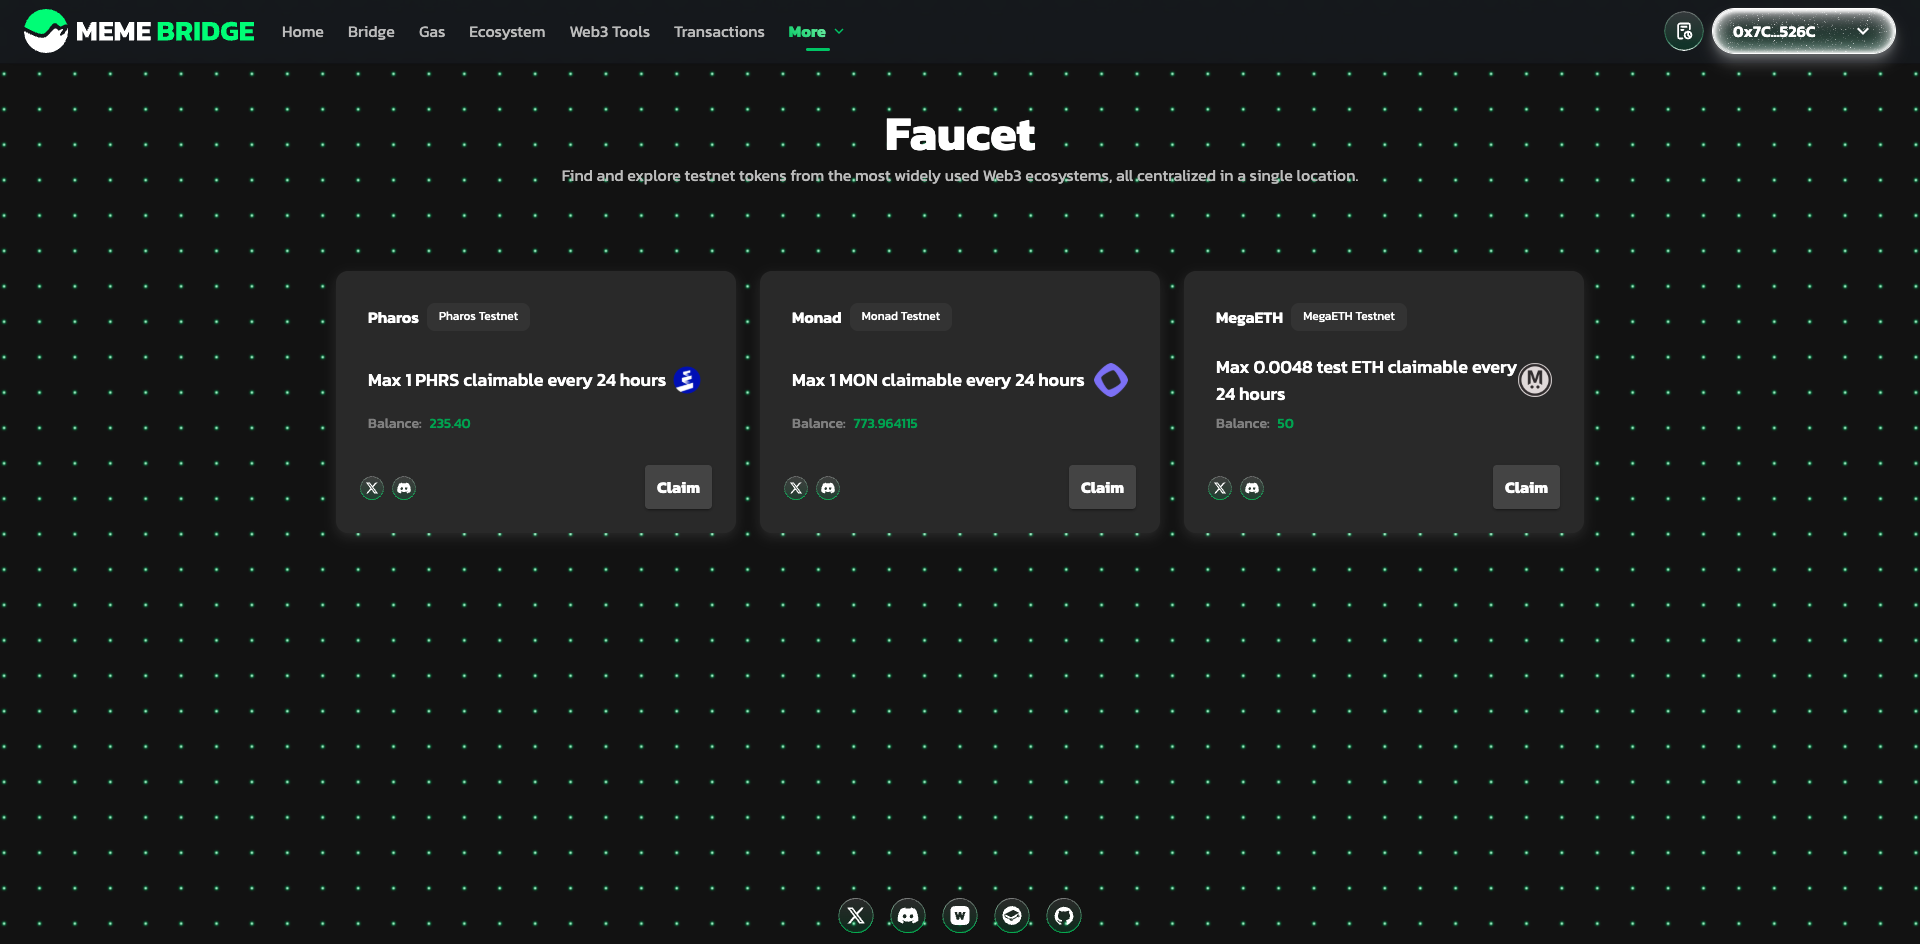 MEME BRIDGE
Home
Bridge
Gas
Ecosystem
Web3 Tools
Transactions
More
0x7C...526C
Faucet
Find and explore testnet tokens from the most widely used Web3 ecosystems, all centralized in a single location.
Pharos
Pharos Testnet
Max 1 PHRS claimable every 24 hours
Balance: 235.40
Claim
Monad
Monad Testnet
Max 1 MON claimable every 24 hours
Balance: 773.964115
Claim
MegaETH
MegaETH Testnet
Max 0.0048 test ETH claimable every
24 hours
M
Balance: 50
Claim